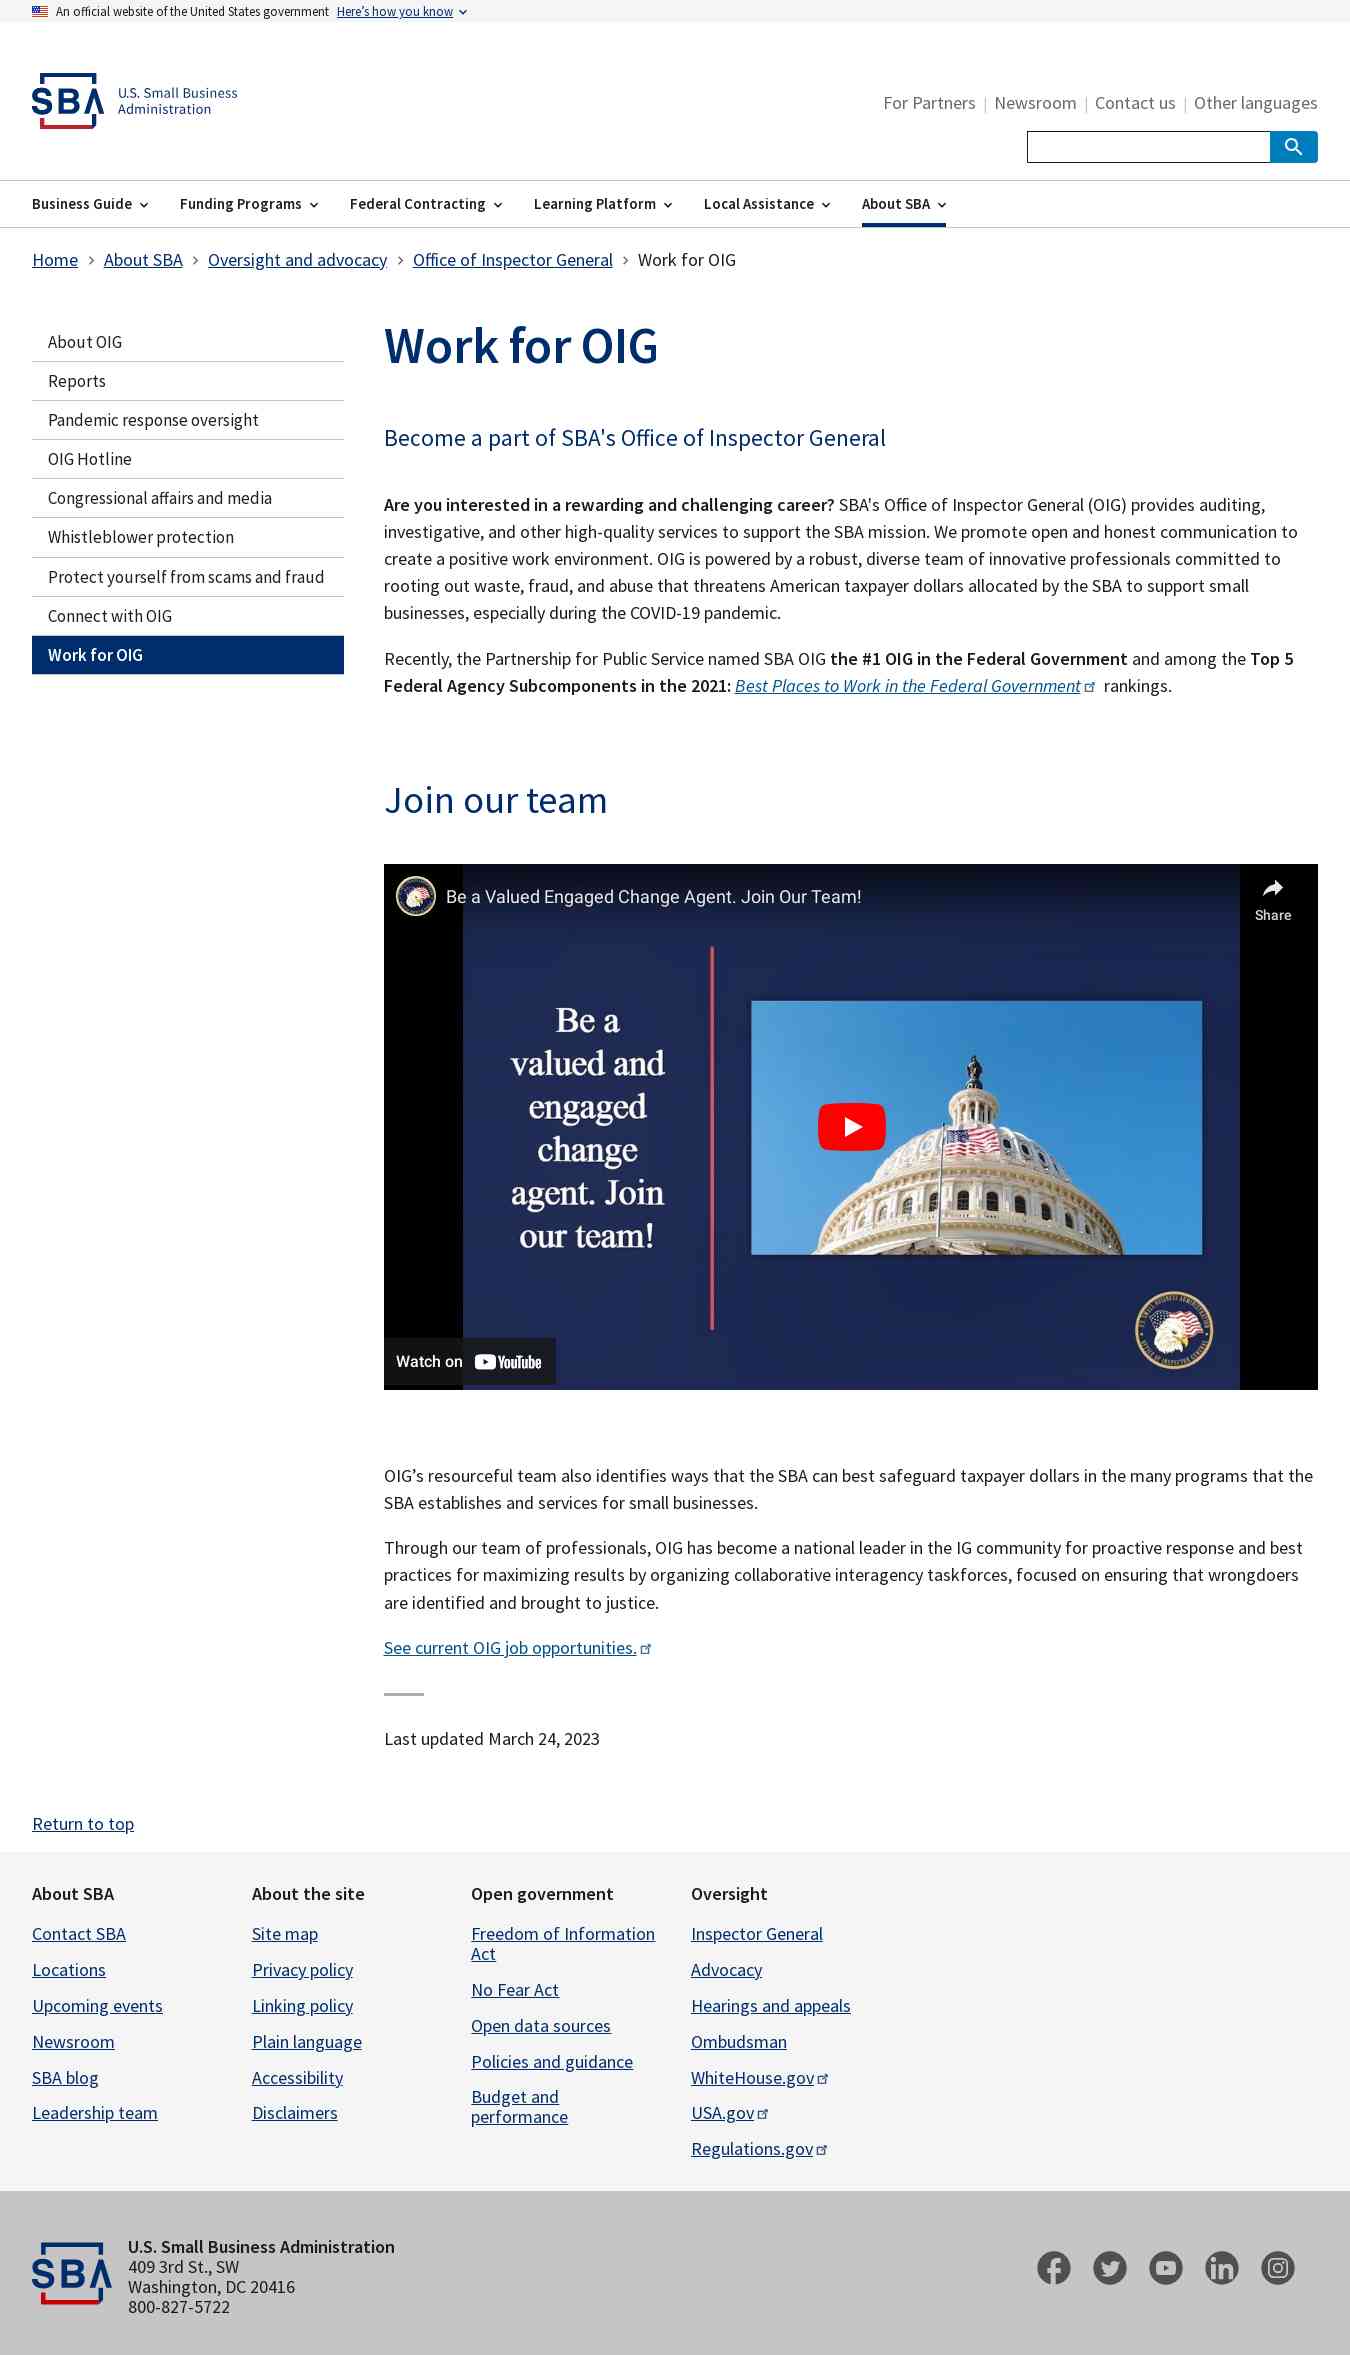 An official website of the United States government Here's how you know
SBA U.S. Small Business
Administration
For Partners | Newsroom | Contact us | Other languages
Business Guide Funding Programs Federal Contracting Learning Platform Local Assistance About SBA
Home > About SBA > Oversight and advocacy > Office of Inspector General > Work for OIG
About OIG
Reports
Pandemic response oversight
OIG Hotline
Congressional affairs and media
Whistleblower protection
Protect yourself from scams and fraud
Connect with OIG
Work for OIG
Work for OIG
Become a part of SBA's Office of Inspector General
Are you interested in a rewarding and challenging career? SBA's Office of Inspector General (OIG) provides auditing,
investigative, and other high-quality services to support the SBA mission. We promote open and honest communication to
create a positive work environment. OIG is powered by a robust, diverse team of innovative professionals committed to
rooting out waste, fraud, and abuse that threatens American taxpayer dollars allocated by the SBA to support small
businesses, especially during the COVID-19 pandemic.
Recently, the Partnership for Public Service named SBA OIG the #1 OIG in the Federal Government and among the Top 5
Federal Agency Subcomponents in the 2021: Best Places to Work in the Federal Government rankings.
Join our team
Be a Valued Engaged Change Agent. Join Our Team!
Share
Be a
valued and
engaged
change
agent. Join
our team!
Watch on YouTube
OIG’s resourceful team also identifies ways that the SBA can best safeguard taxpayer dollars in the many programs that the
SBA establishes and services for small businesses.
Through our team of professionals, OIG has become a national leader in the IG community for proactive response and best
practices for maximizing results by organizing collaborative interagency taskforces, focused on ensuring that wrongdoers
are identified and brought to justice.
See current OIG job opportunities.
Last updated March 24, 2023
Return to top
About SBA
Contact SBA
Locations
Upcoming events
Newsroom
SBA blog
Leadership team
About the site
Site map
Privacy policy
Linking policy
Plain language
Accessibility
Disclaimers
Open government
Freedom of Information
Act
No Fear Act
Open data sources
Policies and guidance
Budget and
performance
Oversight
Inspector General
Advocacy
Hearings and appeals
Ombudsman
WhiteHouse.gov
USA.gov
Regulations.gov
SBA
U.S. Small Business Administration
409 3rd St., SW
Washington, DC 20416
800-827-5722